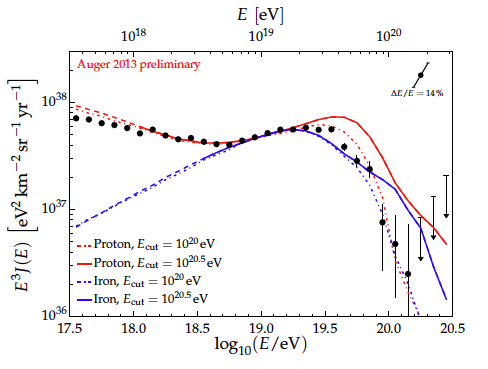 E [eV]
10^18 10^19 10^20
Auger 2013 preliminary
ΔE/E = 14%
10^38
10^37
10^36
E^3J(E) [eV^2 km^−2 sr^−1 yr^−1]
Proton, E_cut = 10^20 eV
Proton, E_cut = 10^20.5 eV
Iron, E_cut = 10^20 eV
Iron, E_cut = 10^20.5 eV
17.5 18.0 18.5 19.0 19.5 20.0 20.5
log_10(E/eV)